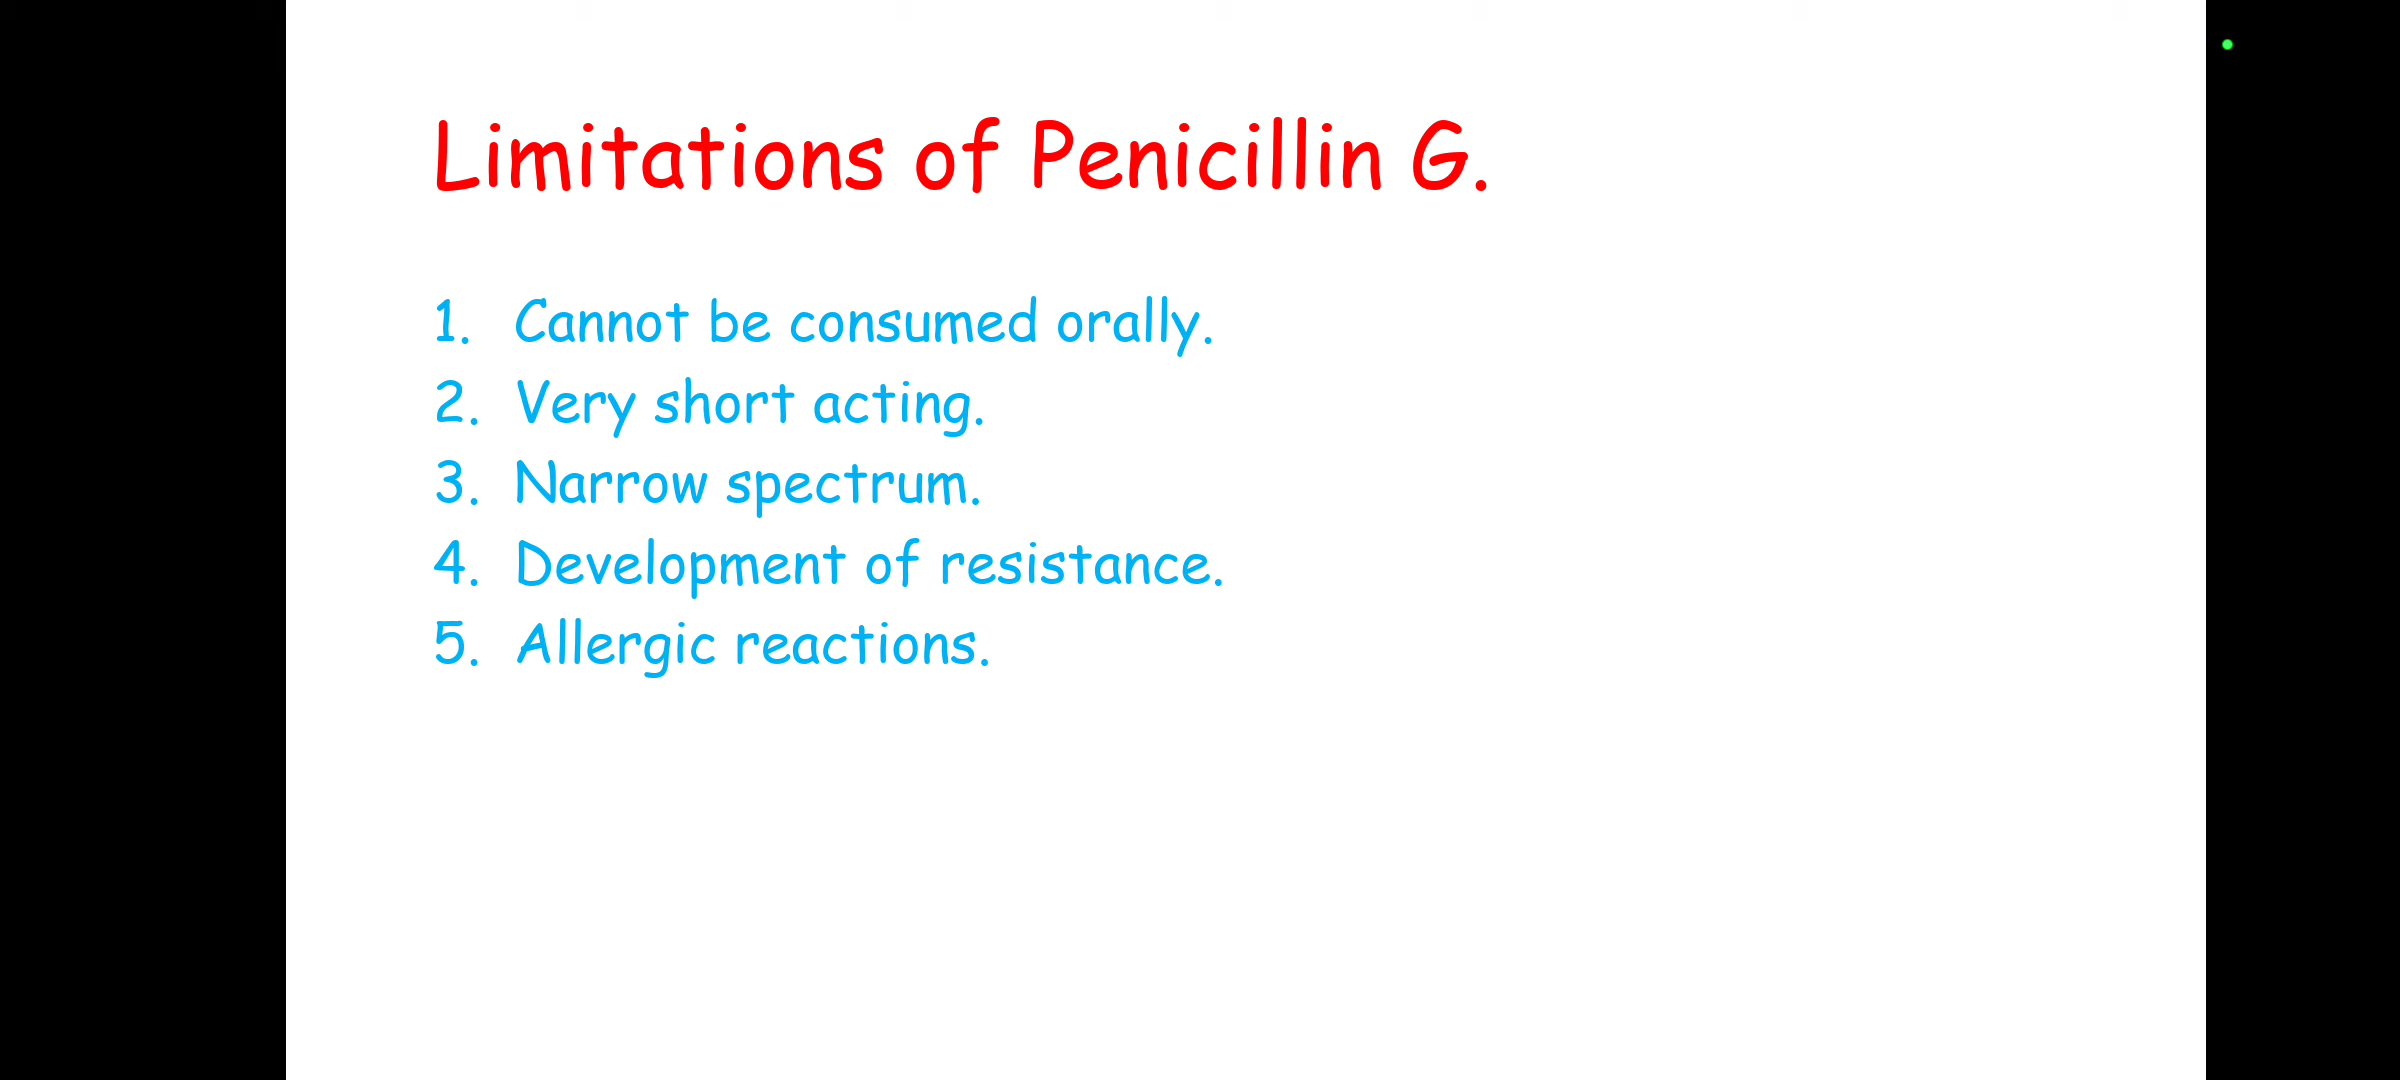 Limitations of Penicillin G.
1. Cannot be consumed orally.
2. Very short acting.
3. Narrow spectrum.
4. Development of resistance.
5. Allergic reactions.